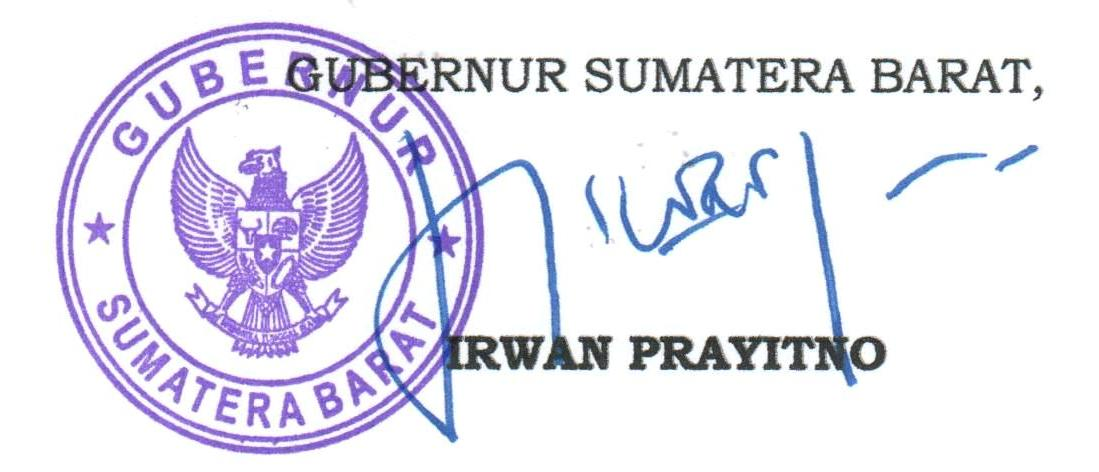 GUBERNUR SUMATERA BARAT,
GUBERNUR
SUMATERA BARAT
IRWAN PRAYITNO